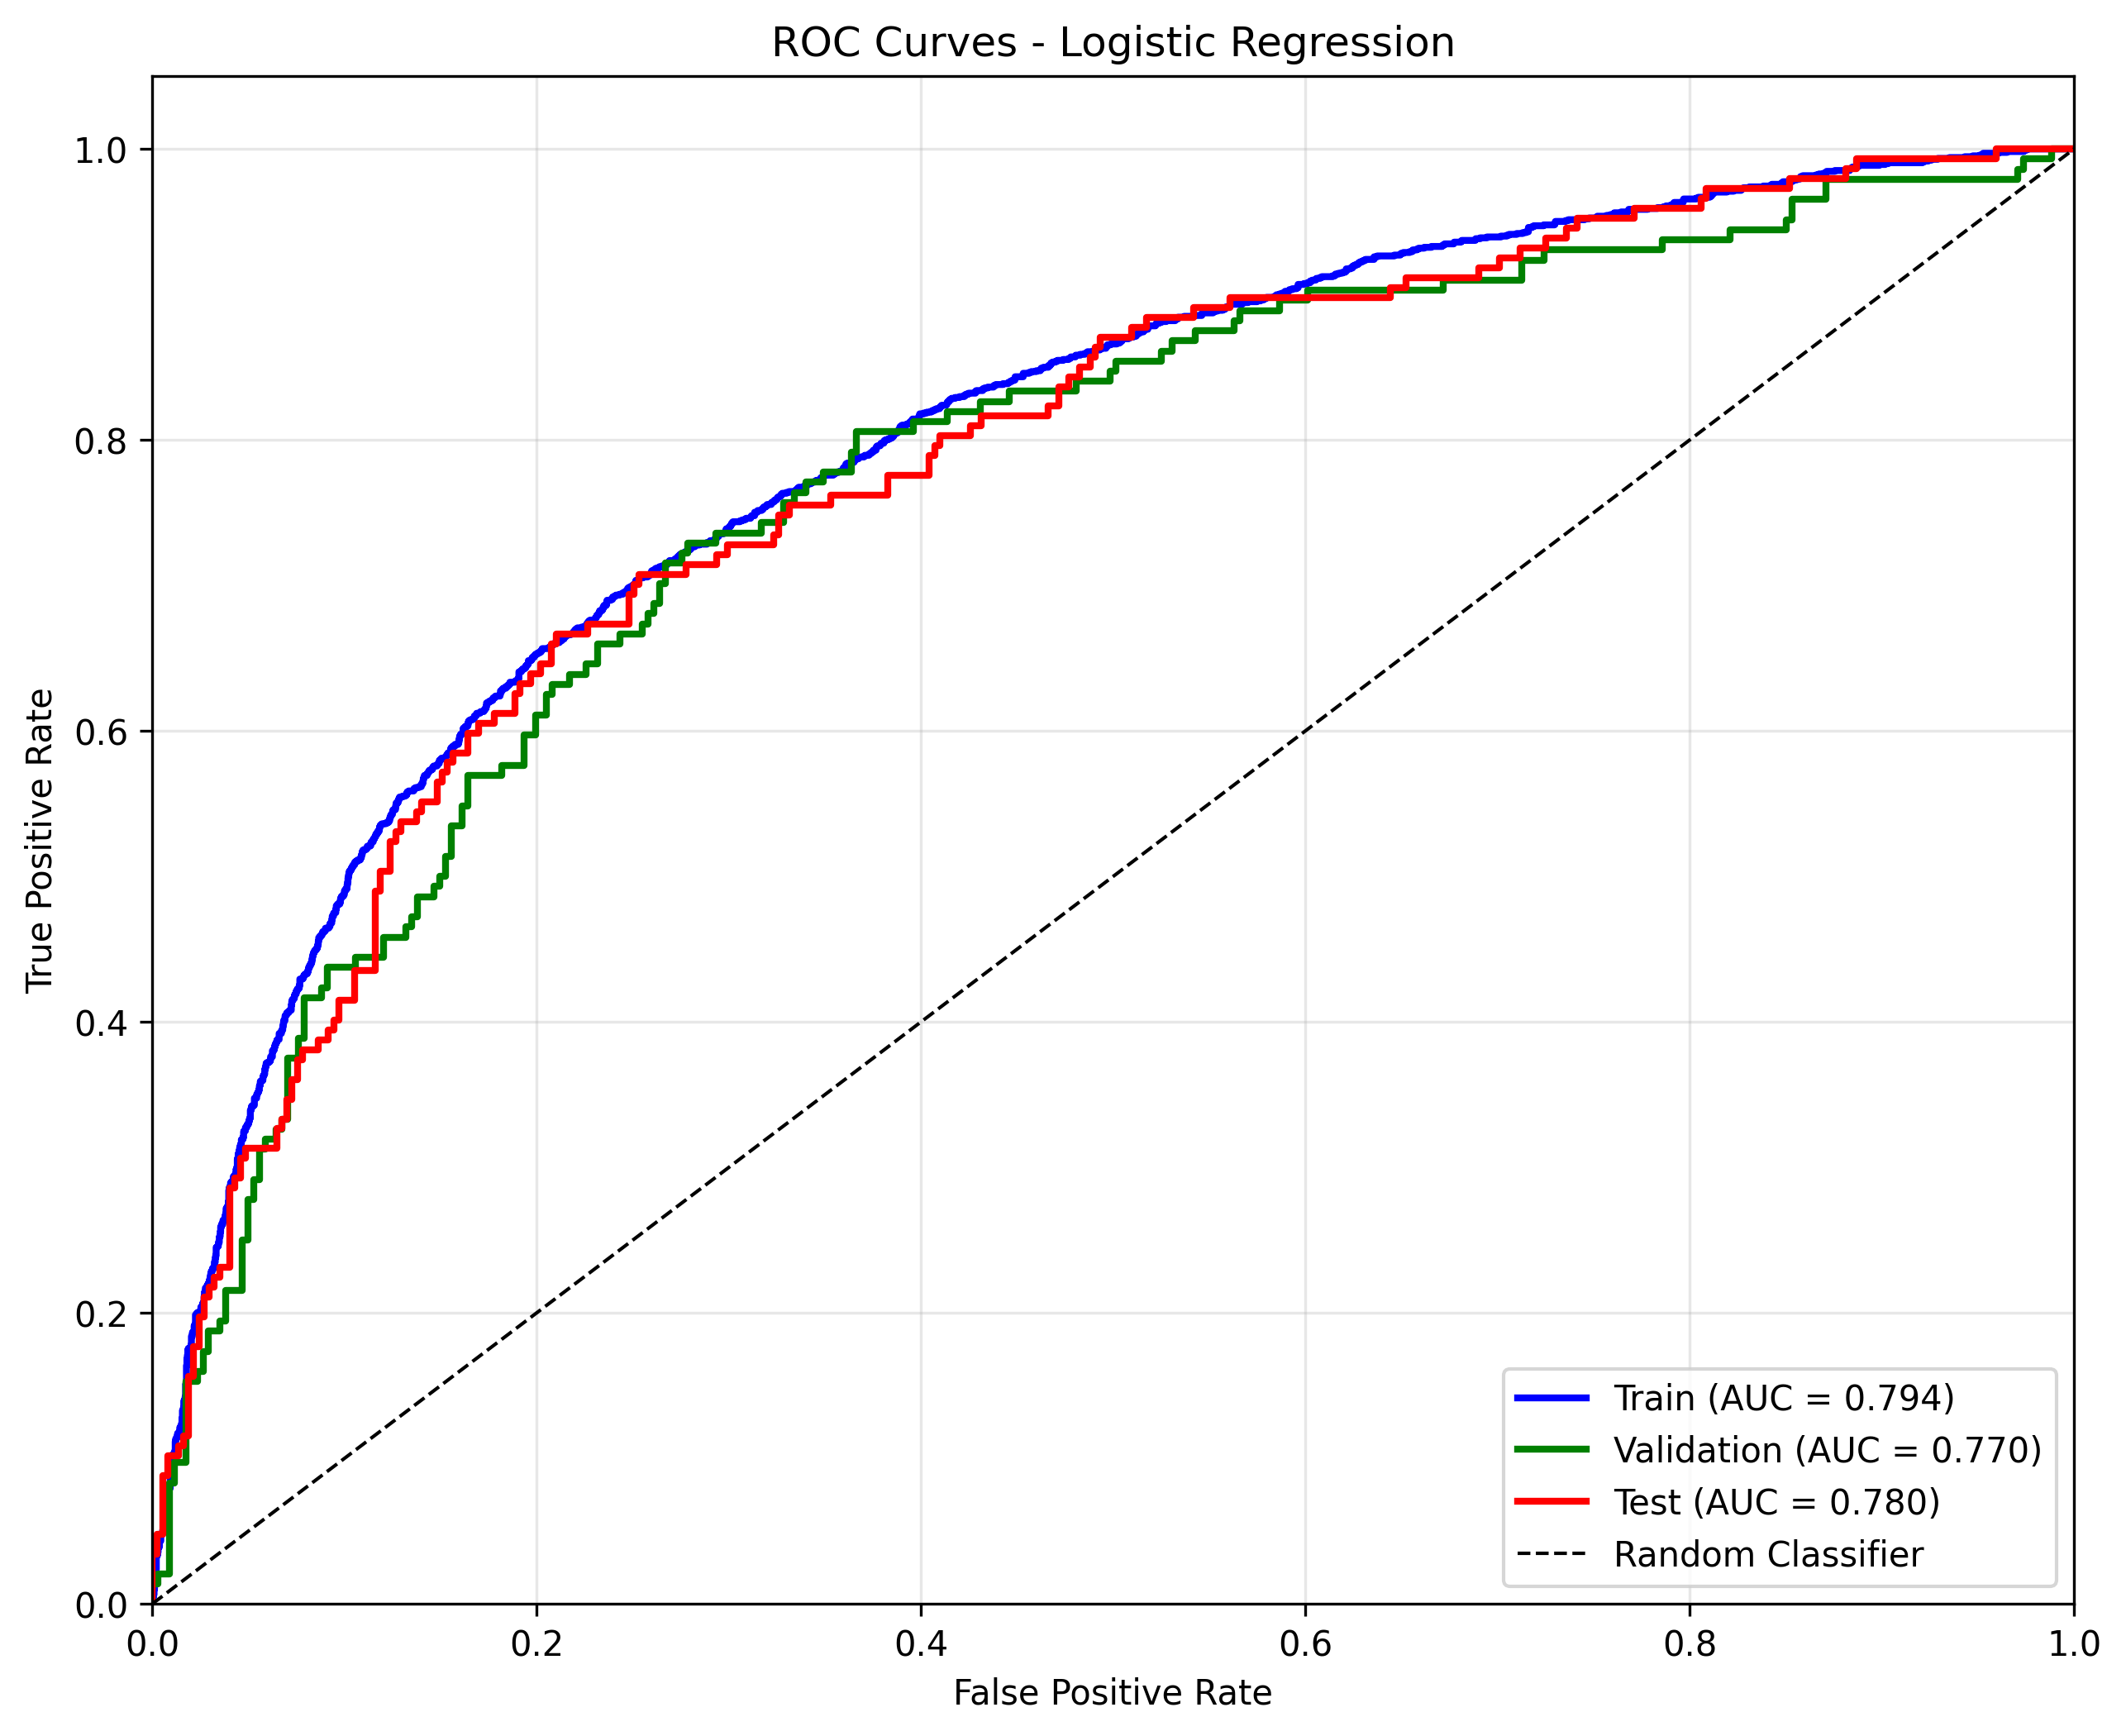 ROC Curves - Logistic Regression
True Positive Rate
1.0
0.8
0.6
0.4
0.2
0.0
0.0 0.2 0.4 0.6 0.8 1.0
False Positive Rate
Train (AUC = 0.794)
Validation (AUC = 0.770)
Test (AUC = 0.780)
Random Classifier